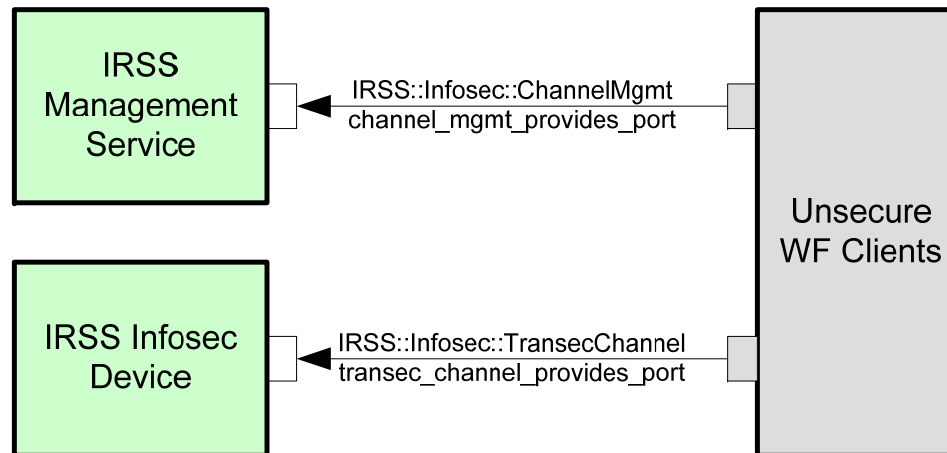 IRSS
Management
Service
IRSS::Infosec::ChannelMgmt
channel_mgmt_provides_port
Unsecure
WF Clients
IRSS Infosec
Device
IRSS::Infosec::TransecChannel
transec_channel_provides_port